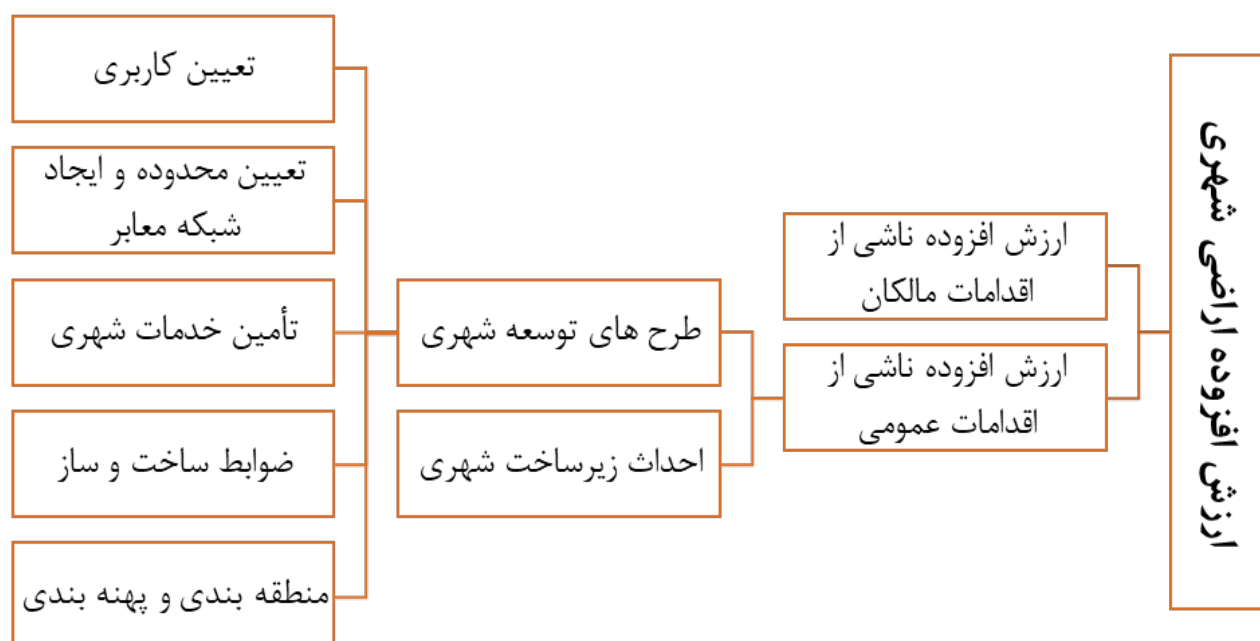 ارزش افزوده اراضی شهری
ارزش افزوده ناشی از
اقدامات مالکان
ارزش افزوده ناشی از
اقدامات عمومی
طرح های توسعه شهری
احداث زیرساخت شهری
تعیین کاربری
تعیین محدوده و ایجاد
شبکه معابر
تأمین خدمات شهری
ضوابط ساخت و ساز
منطقه بندی و پهنه بندی